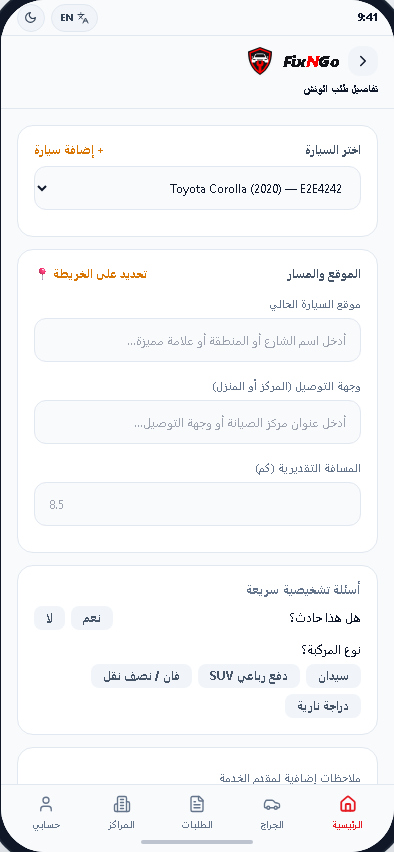 9:41
EN
FixNGo
تفاصيل طلب الونش
اختر السيارة
+ إضافة سيارة
Toyota Corolla (2020) — E2E4242
الموقع والمسار
تحديد على الخريطة
موقع السيارة الحالي
أدخل اسم الشارع أو المنطقة أو علامة مميزة...
وجهة التوصيل (المركز أو المنزل)
أدخل عنوان مركز الصيانة أو وجهة التوصيل...
المسافة التقديرية (كم)
8.5
أسئلة تشخيصية سريعة
هل هذا حادث؟
نعم
لا
نوع المركبة؟
سيدان
دفع رباعي SUV
فان / نصف نقل
دراجة نارية
ملاحظات إضافية لمقدم الخدمة
الرئيسية
الجراج
الطلبات
المراكز
حسابي